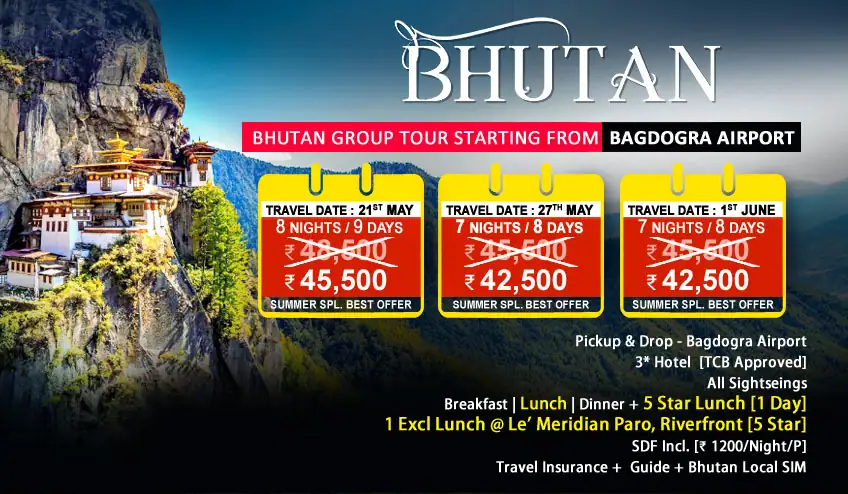 BHUTAN
BHUTAN GROUP TOUR STARTING FROM BAGDOGRA AIRPORT
TRAVEL DATE : 21ST MAY
8 NIGHTS / 9 DAYS
₹ 48,500
₹ 45,500
SUMMER SPL. BEST OFFER
TRAVEL DATE : 27TH MAY
7 NIGHTS / 8 DAYS
₹ 45,500
₹ 42,500
SUMMER SPL. BEST OFFER
TRAVEL DATE : 1ST JUNE
7 NIGHTS / 8 DAYS
₹ 45,500
₹ 42,500
SUMMER SPL. BEST OFFER
Pickup & Drop - Bagdogra Airport
3* Hotel [TCB Approved]
All Sightseings
Breakfast | Lunch | Dinner + 5 Star Lunch [1 Day]
1 Excl Lunch @ Le’ Meridian Paro, Riverfront [5 Star]
SDF Incl. [₹ 1200/Night/P]
Travel Insurance + Guide + Bhutan Local SIM